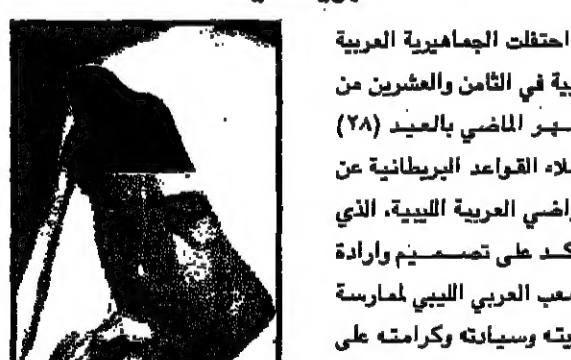 احتفلت الجماهيرية العربية
في الثامن والعشرين من
الماضي بالعيد (٢٨)
القواعد البريطانية عن
العربية الليبية، الذي
على تصميم وارادة
العربي الليبي لممارسة
وسيادته وكرامته على